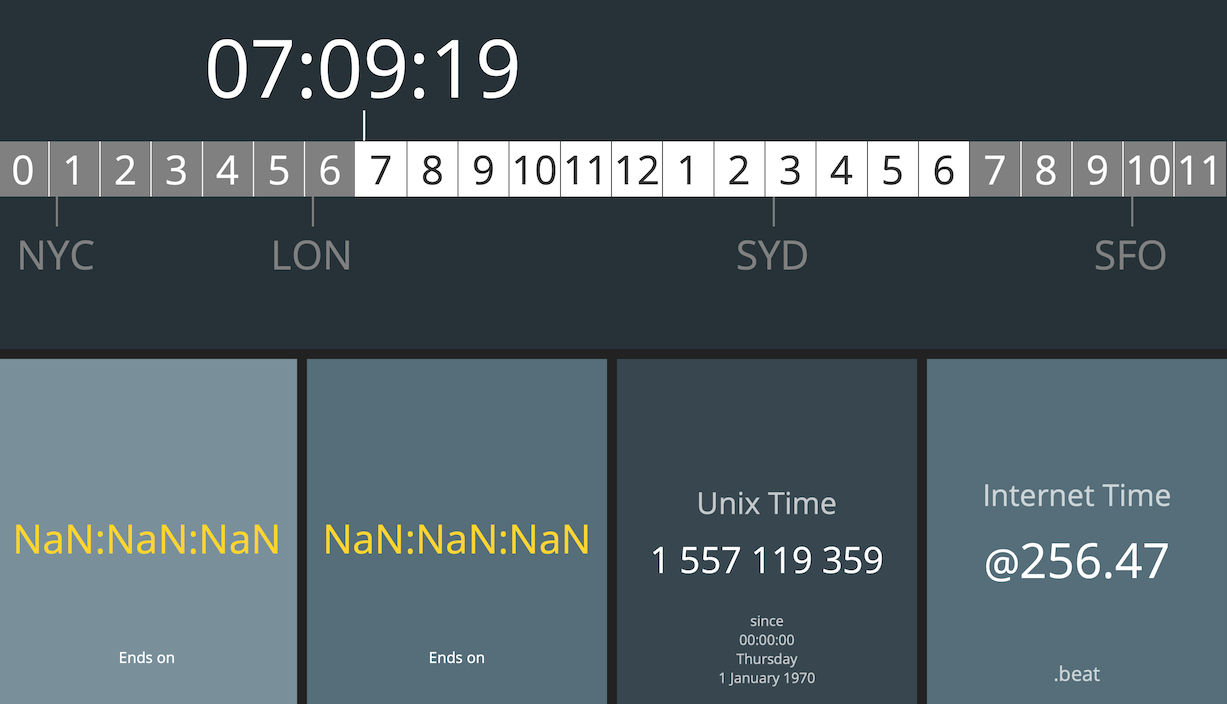 07:09:19
0 1 2 3 4 5 6 7 8 9 10 11 12 1 2 3 4 5 6 7 8 9 10 11
NYC LON SYD SFO
NaN:NaN:NaN
Ends on
NaN:NaN:NaN
Ends on
Unix Time
1 557 119 359
since
00:00:00
Thursday
1 January 1970
Internet Time
@256.47
.beat